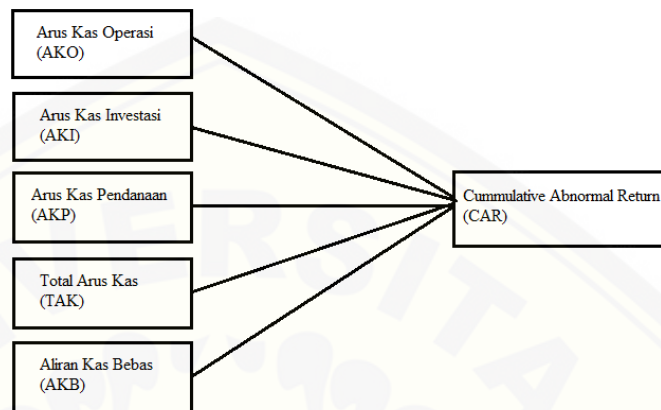 Arus Kas Operasi
(AKO)
Arus Kas Investasi
(AKI)
Arus Kas Pendanaan
(AKP)
Total Arus Kas
(TAK)
Aliran Kas Bebas
(AKB)
Cummulative Abnormal Return
(CAR)
ERSITA